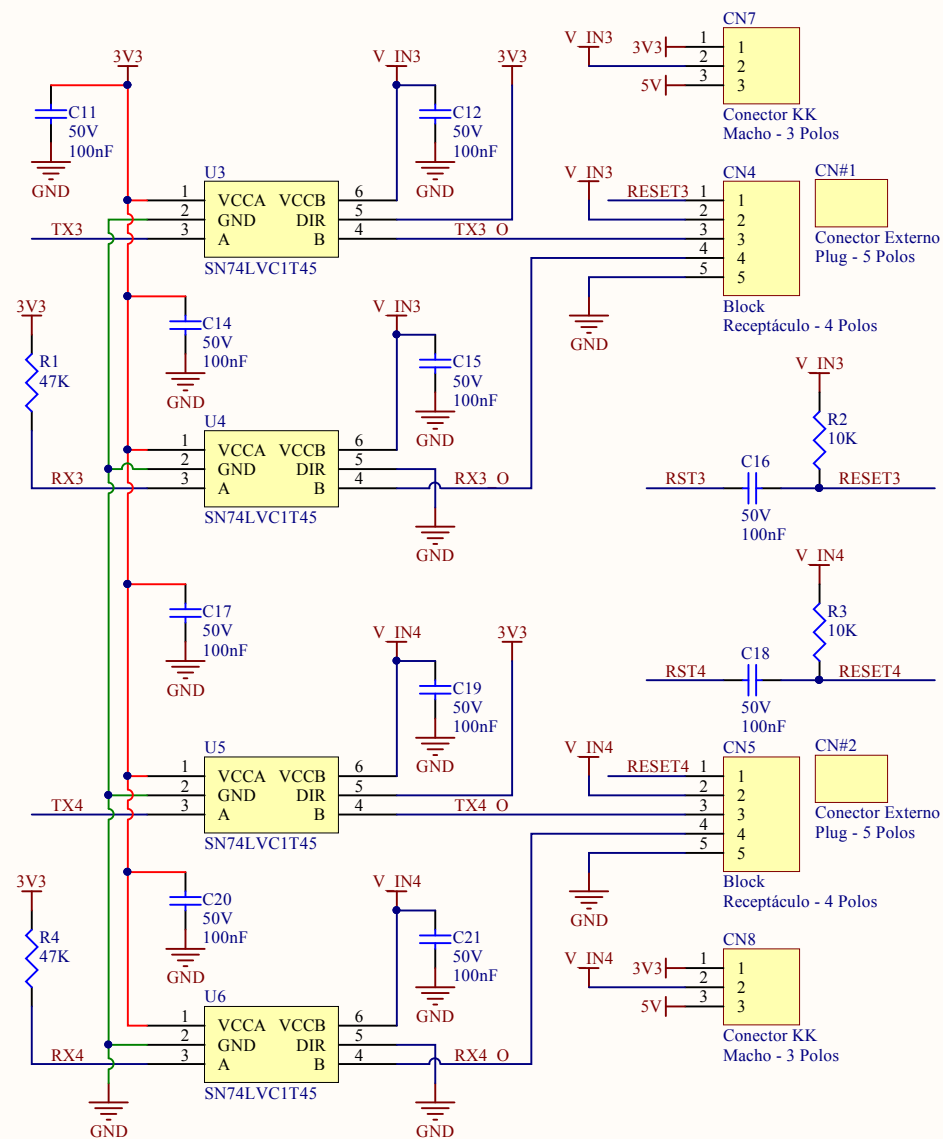 3V3
C11
50V
100nF
GND
V_IN3
C12
50V
100nF
GND
3V3
U3
1 VCCA VCCB 6
2 GND DIR 5
3 A B 4
SN74LVC1T45
TX3
TX3_O
V_IN3
3V3
5V
CN7
1 1
2 2
3 3
Conector KK
Macho - 3 Polos
V_IN3
RESET3
CN4
1 1
2 2
3 3
4 4
5 5
GND
Block
Receptáculo - 4 Polos
CN#1
Conector Externo
Plug - 5 Polos
3V3
R1
47K
C14
50V
100nF
GND
V_IN3
C15
50V
100nF
GND
U4
1 VCCA VCCB 6
2 GND DIR 5
3 A B 4
SN74LVC1T45
RX3
RX3_O
GND
V_IN3
R2
10K
C16
RST3
RESET3
50V
100nF
V_IN4
R3
10K
C18
RST4
RESET4
50V
100nF
C17
50V
100nF
GND
V_IN4
C19
50V
100nF
GND
3V3
U5
1 VCCA VCCB 6
2 GND DIR 5
3 A B 4
SN74LVC1T45
TX4
TX4_O
V_IN4
RESET4
CN5
1 1
2 2
3 3
4 4
5 5
GND
Block
Receptáculo - 4 Polos
CN#2
Conector Externo
Plug - 5 Polos
3V3
R4
47K
C20
50V
100nF
GND
V_IN4
C21
50V
100nF
GND
U6
1 VCCA VCCB 6
2 GND DIR 5
3 A B 4
SN74LVC1T45
RX4
RX4_O
GND
GND
V_IN4
3V3
5V
CN8
1 1
2 2
3 3
Conector KK
Macho - 3 Polos